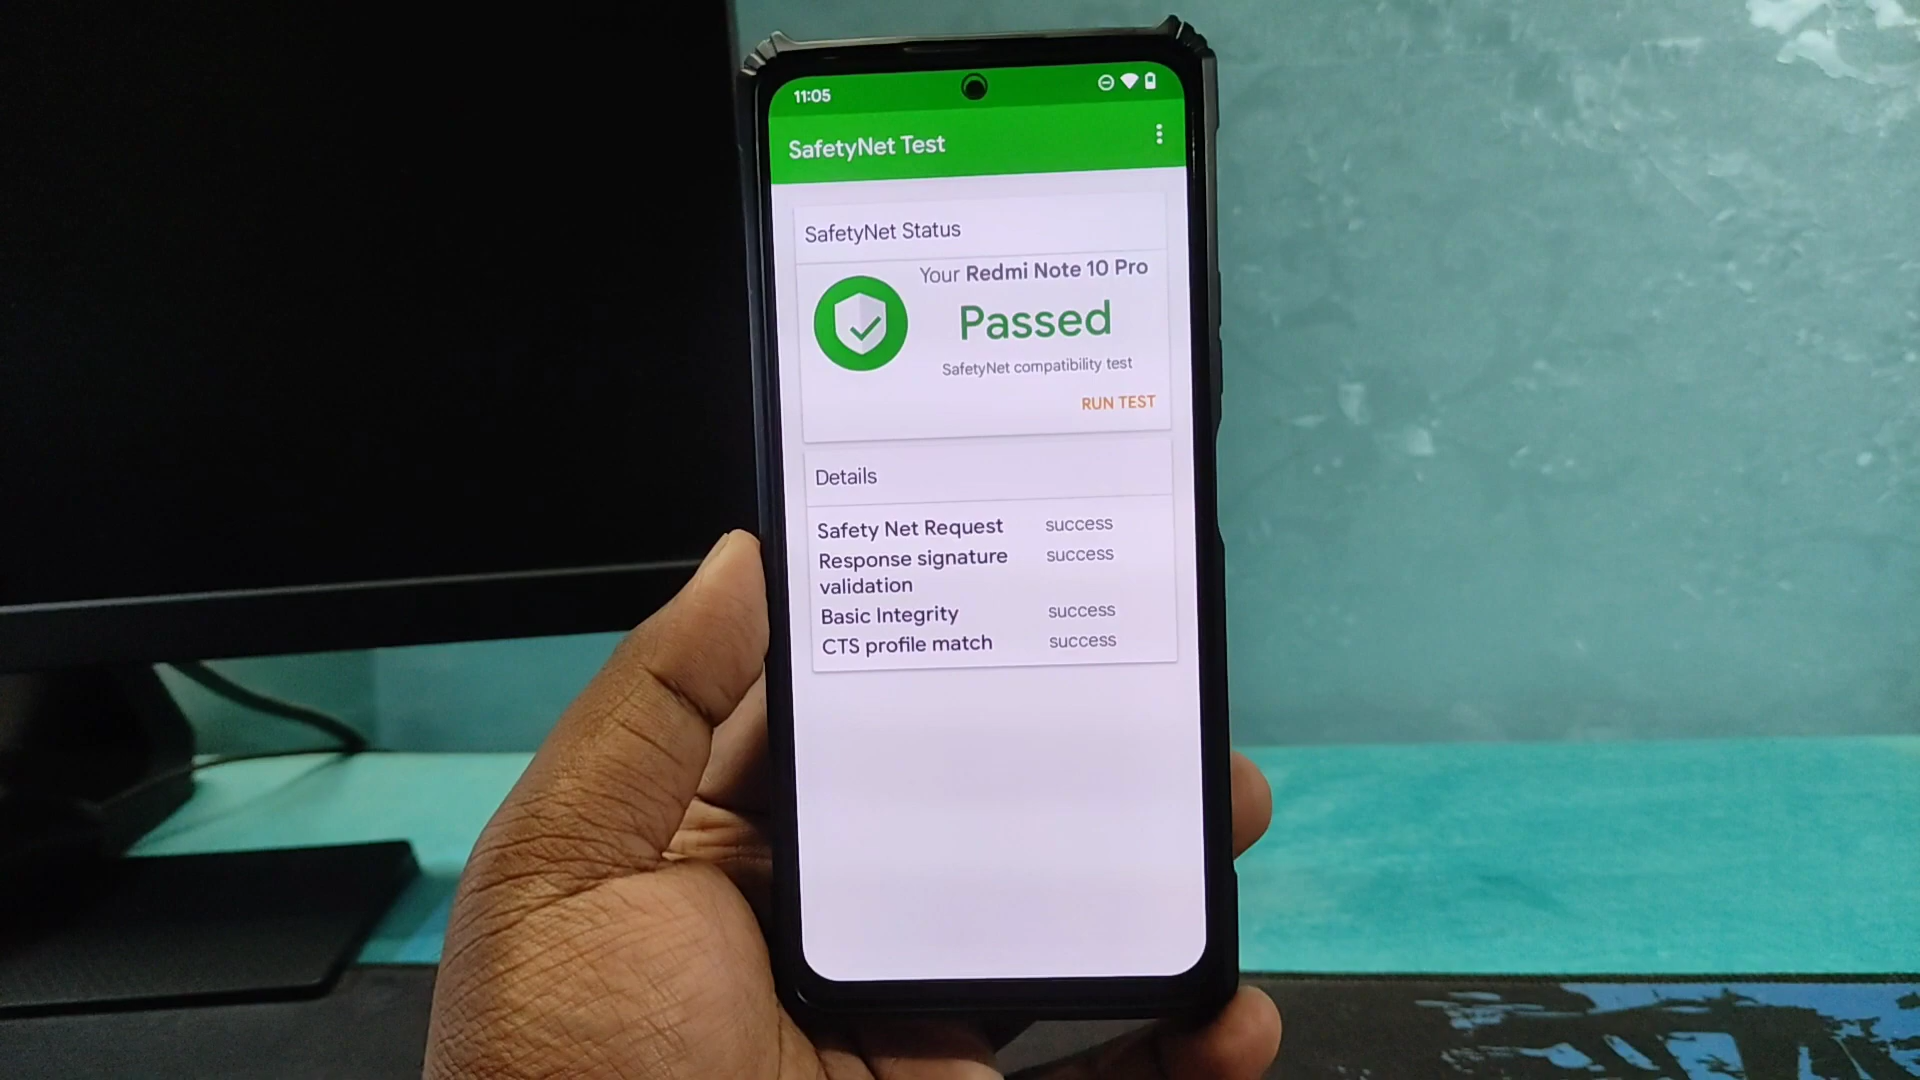 11:05
SafetyNet Test
SafetyNet Status
Your Redmi Note 10 Pro
Passed
SafetyNet compatibility test
RUN TEST
Details
Safety Net Request success
Response signature success
validation
Basic Integrity success
CTS profile match success